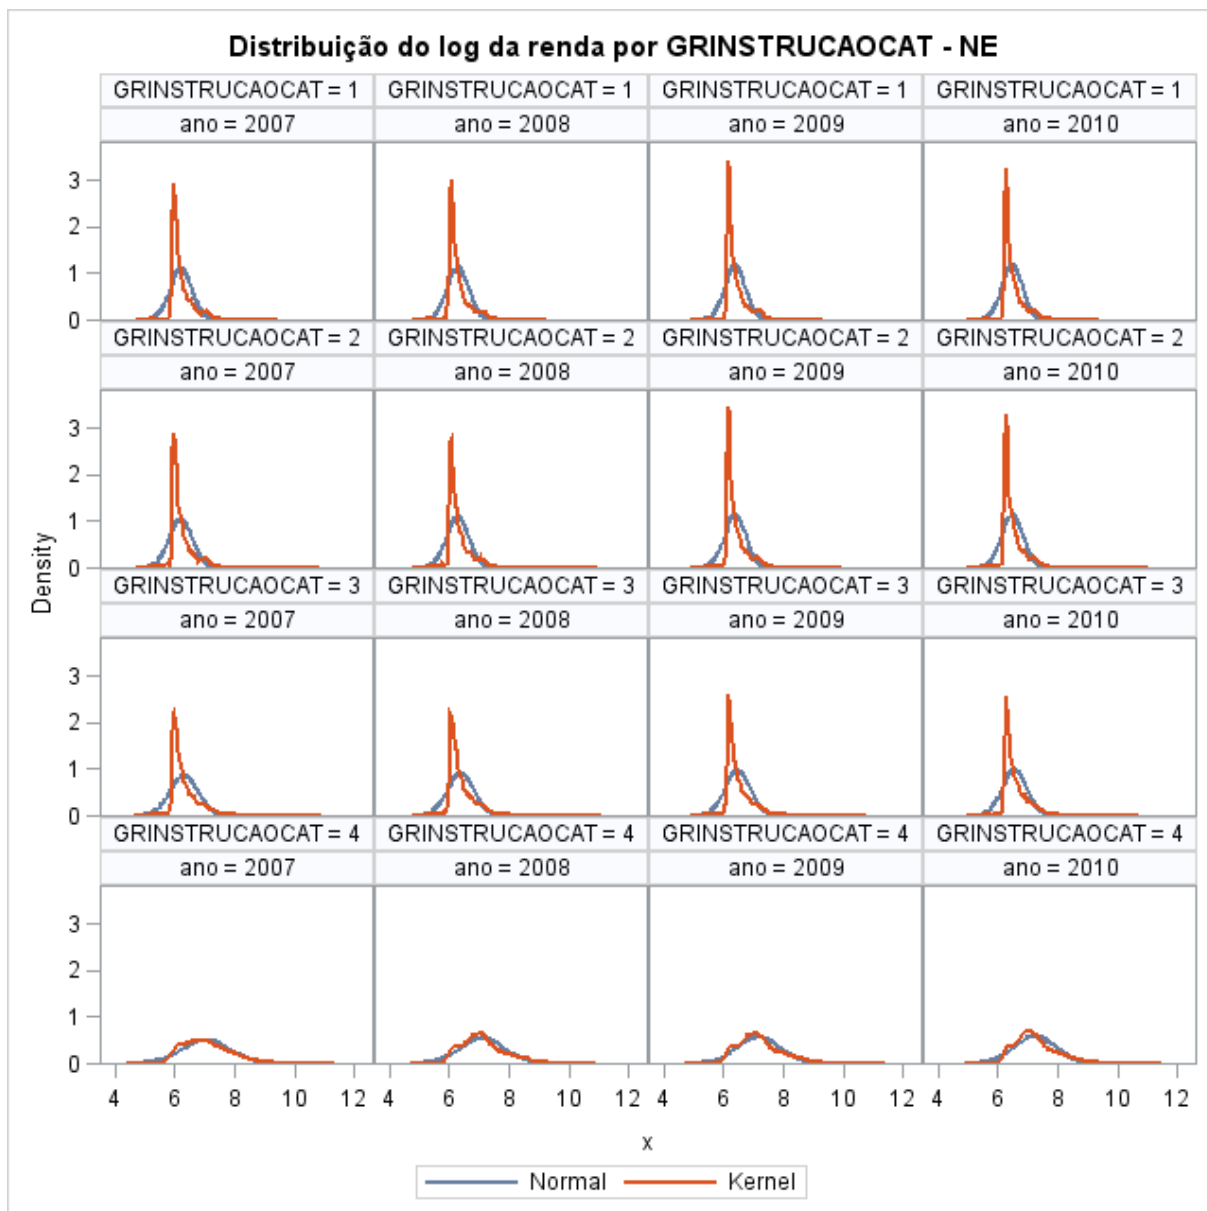 Distribuição do log da renda por GRINSTRUCAOCAT - NE
GRINSTRUCAOCAT = 1 GRINSTRUCAOCAT = 1 GRINSTRUCAOCAT = 1 GRINSTRUCAOCAT = 1
ano = 2007 ano = 2008 ano = 2009 ano = 2010
3
2
1
0
GRINSTRUCAOCAT = 2 GRINSTRUCAOCAT = 2 GRINSTRUCAOCAT = 2 GRINSTRUCAOCAT = 2
ano = 2007 ano = 2008 ano = 2009 ano = 2010
3
2
1
0
Density
GRINSTRUCAOCAT = 3 GRINSTRUCAOCAT = 3 GRINSTRUCAOCAT = 3 GRINSTRUCAOCAT = 3
ano = 2007 ano = 2008 ano = 2009 ano = 2010
3
2
1
0
GRINSTRUCAOCAT = 4 GRINSTRUCAOCAT = 4 GRINSTRUCAOCAT = 4 GRINSTRUCAOCAT = 4
ano = 2007 ano = 2008 ano = 2009 ano = 2010
3
2
1
0
4 6 8 10 12 4 6 8 10 12 4 6 8 10 12 4 6 8 10 12
x
Normal Kernel